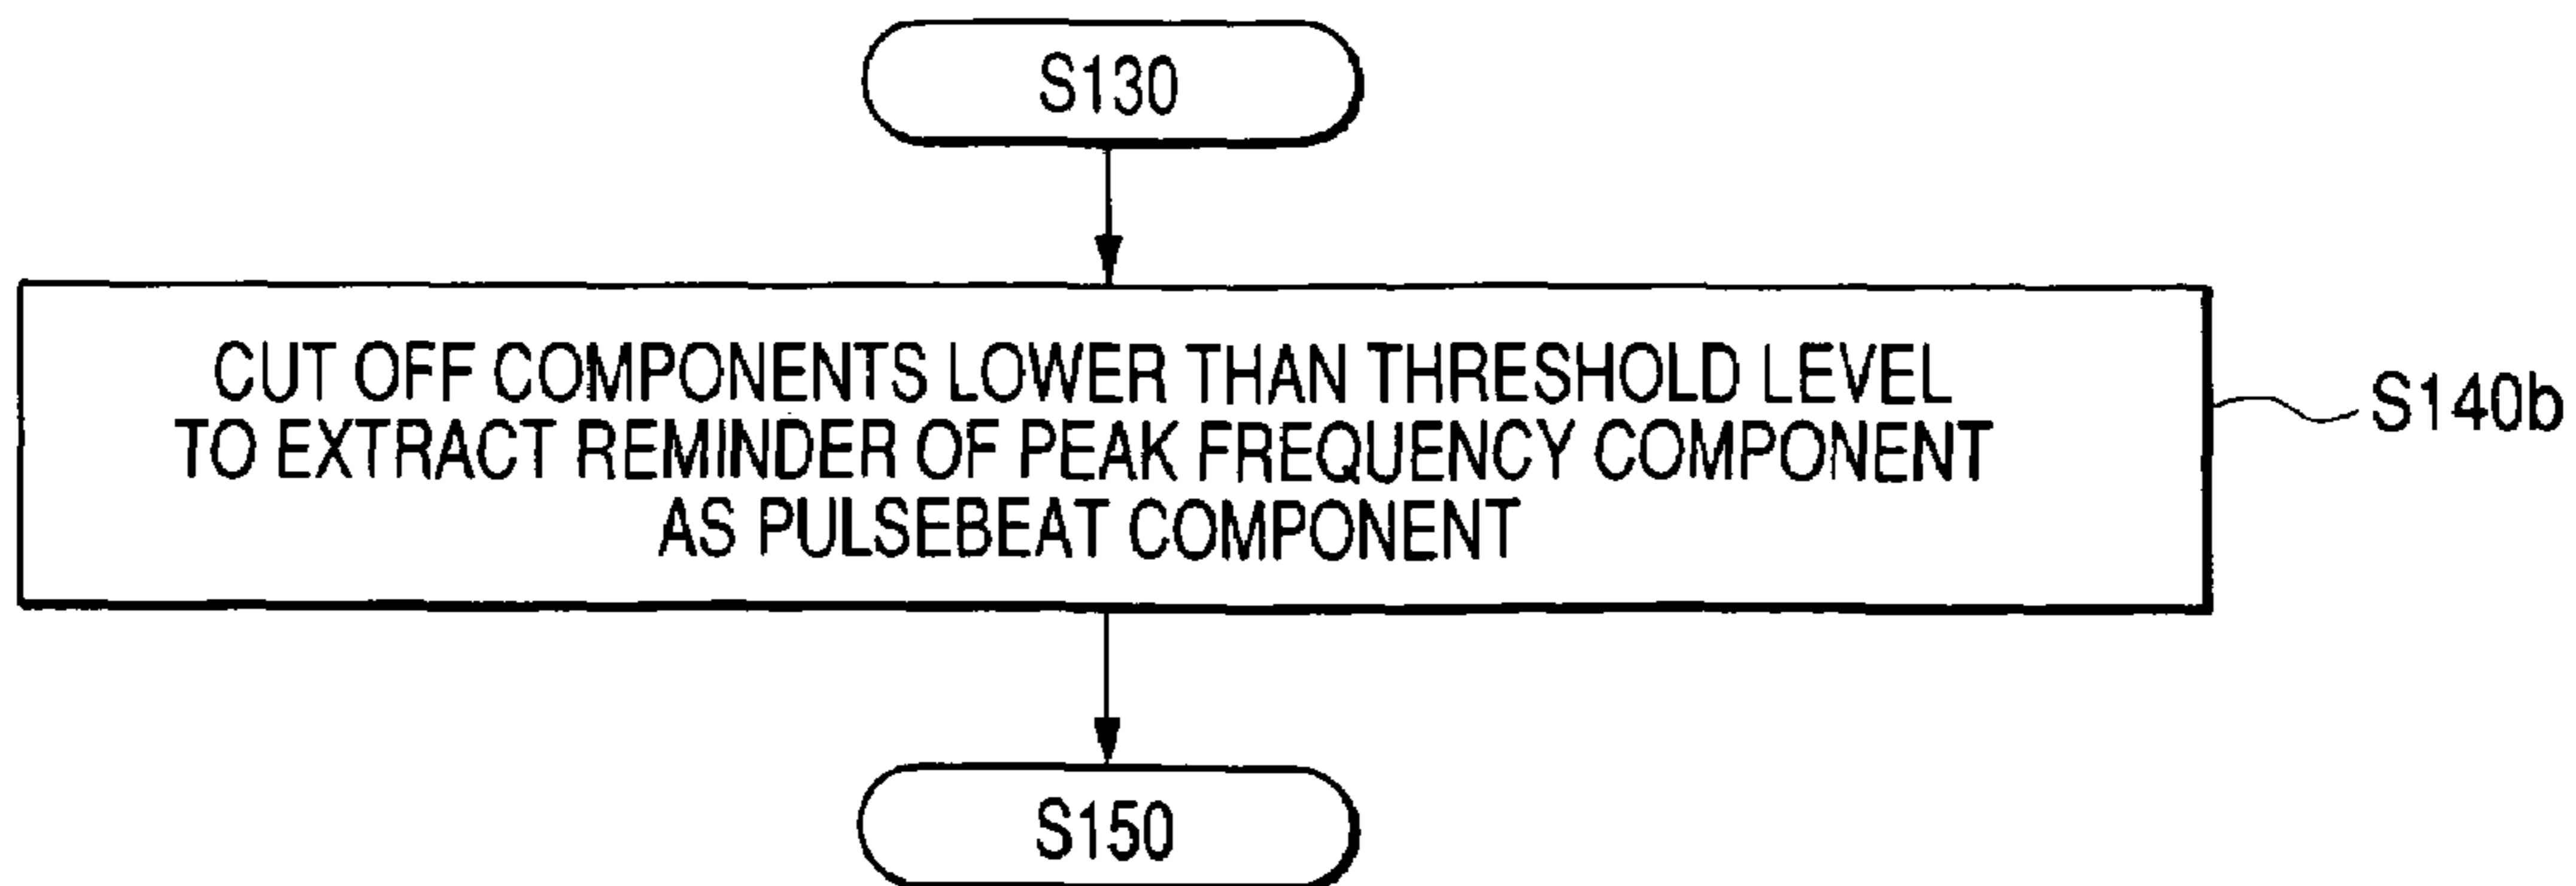 S130
CUT OFF COMPONENTS LOWER THAN THRESHOLD LEVEL
TO EXTRACT REMINDER OF PEAK FREQUENCY COMPONENT
AS PULSEBEAT COMPONENT
S140b
S150